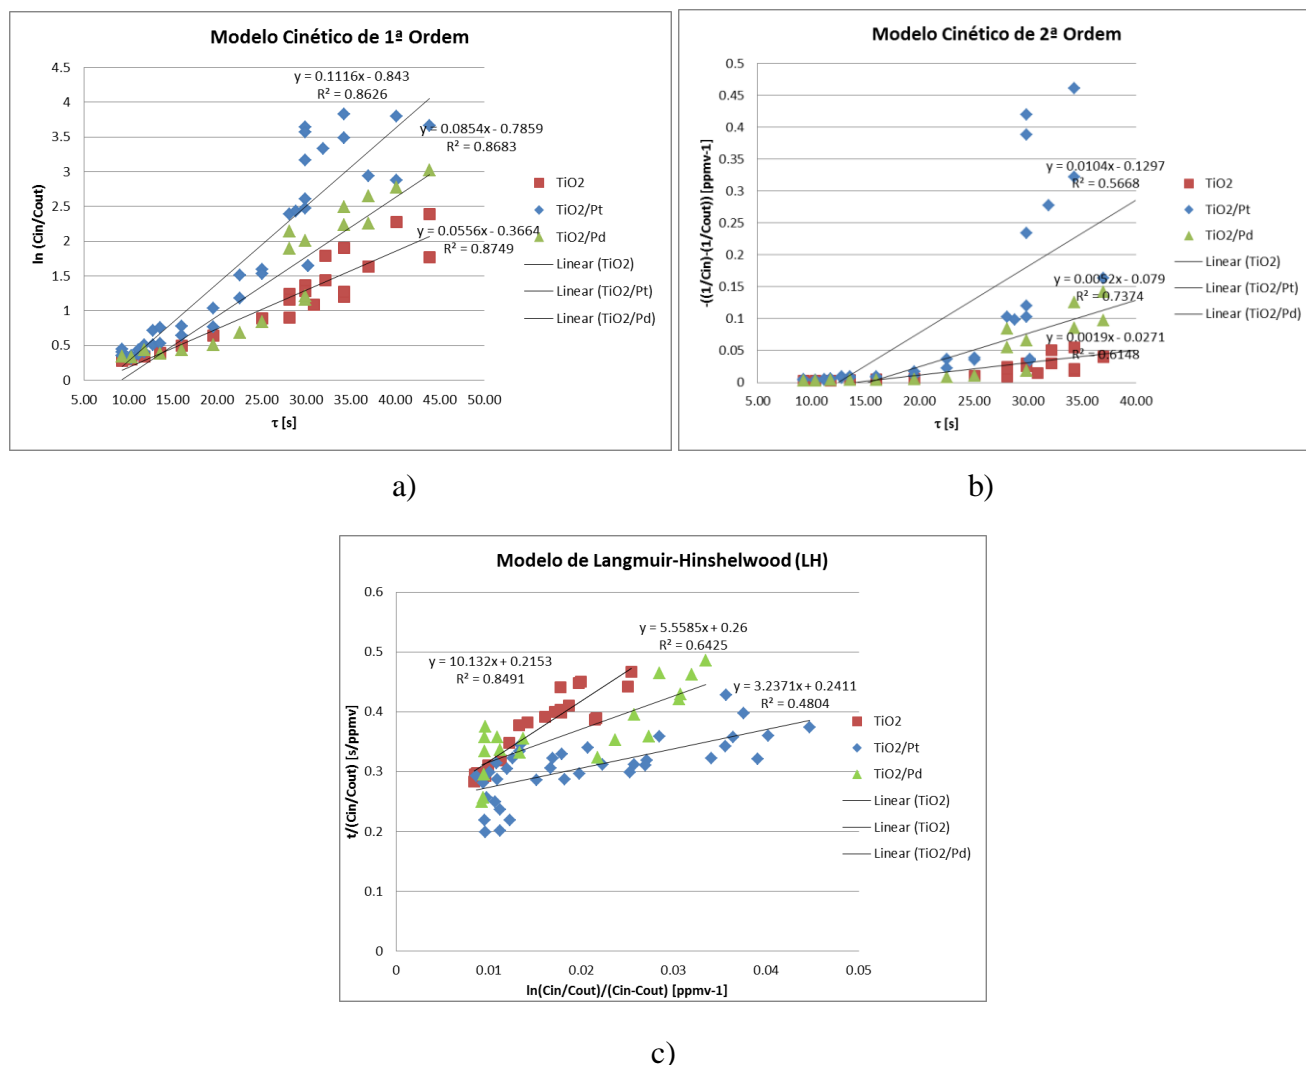 Modelo Cinético de 1ª Ordem
4.5
4
3.5
3
2.5
2
1.5
1
0.5
0
ln (Cin/Cout)
y = 0.1116x - 0.843
R² = 0.8626
y = 0.0854x - 0.7859
R² = 0.8683
y = 0.0556x - 0.3664
R² = 0.8749
5.00 10.00 15.00 20.00 25.00 30.00 35.00 40.00 45.00 50.00
τ [s]
TiO2
TiO2/Pt
TiO2/Pd
Linear (TiO2)
Linear (TiO2/Pt)
Linear (TiO2/Pd)
a)
Modelo Cinético de 2ª Ordem
0.5
0.45
0.4
0.35
0.3
0.25
0.2
0.15
0.1
0.05
0
-((1/Cin)-(1/Cout)) [ppmv-1]
y = 0.0104x - 0.1297
R² = 0.5668
y = 0.0052x - 0.079
R² = 0.7374
y = 0.0019x - 0.0271
R² = 0.6148
5.00 10.00 15.00 20.00 25.00 30.00 35.00 40.00
τ [s]
TiO2
TiO2/Pt
TiO2/Pd
Linear (TiO2)
Linear (TiO2/Pt)
Linear (TiO2/Pd)
b)
Modelo de Langmuir-Hinshelwood (LH)
0.6
0.5
0.4
0.3
0.2
0.1
0
t/(Cin/Cout) [s/ppmv]
y = 5.5585x + 0.26
R² = 0.6425
y = 10.132x + 0.2153
R² = 0.8491
y = 3.2371x + 0.2411
R² = 0.4804
0 0.01 0.02 0.03 0.04 0.05
ln(Cin/Cout)/(Cin-Cout) [ppmv-1]
TiO2
TiO2/Pt
TiO2/Pd
Linear (TiO2)
Linear (TiO2)
Linear (TiO2/Pd)
c)